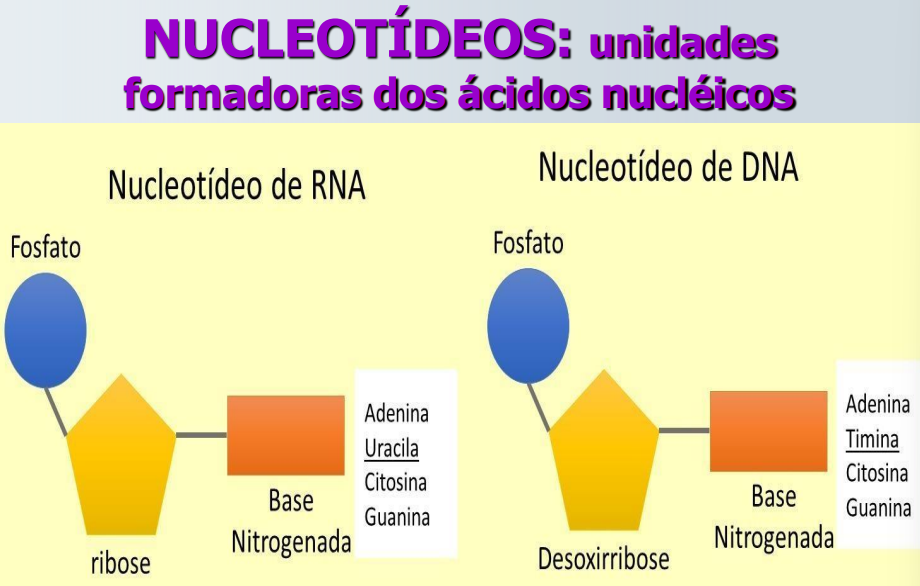 NUCLEOTÍDEOS: unidades
formadoras dos ácidos nucléicos
Nucleotídeo de RNA
Fosfato
Adenina
Uracila
Citosina
Guanina
Base
Nitrogenada
ribose
Nucleotídeo de DNA
Fosfato
Adenina
Timina
Citosina
Guanina
Base
Nitrogenada
Desoxirribose